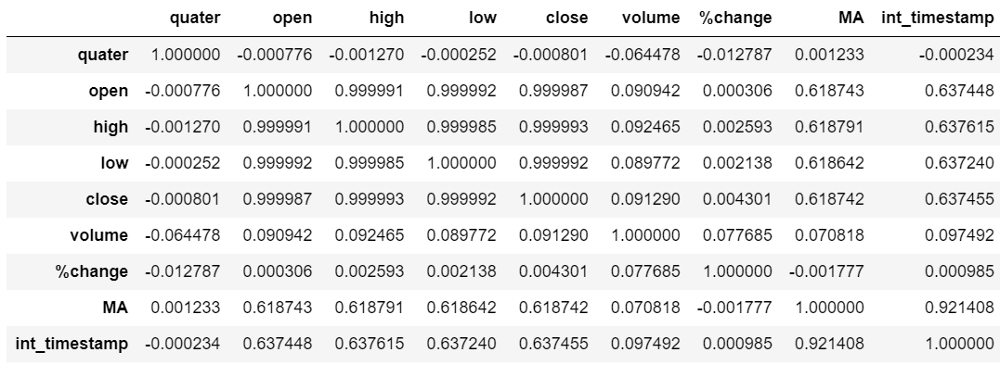 quater open high low close volume %change MA int_timestamp
quater 1.000000 -0.000776 -0.001270 -0.000252 -0.000801 -0.064478 -0.012787 0.001233 -0.000234
open -0.000776 1.000000 0.999991 0.999992 0.999987 0.090942 0.000306 0.618743 0.637448
high -0.001270 0.999991 1.000000 0.999985 0.999993 0.092465 0.002593 0.618791 0.637615
low -0.000252 0.999992 0.999985 1.000000 0.999992 0.089772 0.002138 0.618642 0.637240
close -0.000801 0.999987 0.999993 0.999992 1.000000 0.091290 0.004301 0.618742 0.637455
volume -0.064478 0.090942 0.092465 0.089772 0.091290 1.000000 0.077685 0.070818 0.097492
%change -0.012787 0.000306 0.002593 0.002138 0.004301 0.077685 1.000000 -0.001777 0.000985
MA 0.001233 0.618743 0.618791 0.618642 0.618742 0.070818 -0.001777 1.000000 0.921408
int_timestamp -0.000234 0.637448 0.637615 0.637240 0.637455 0.097492 0.000985 0.921408 1.000000